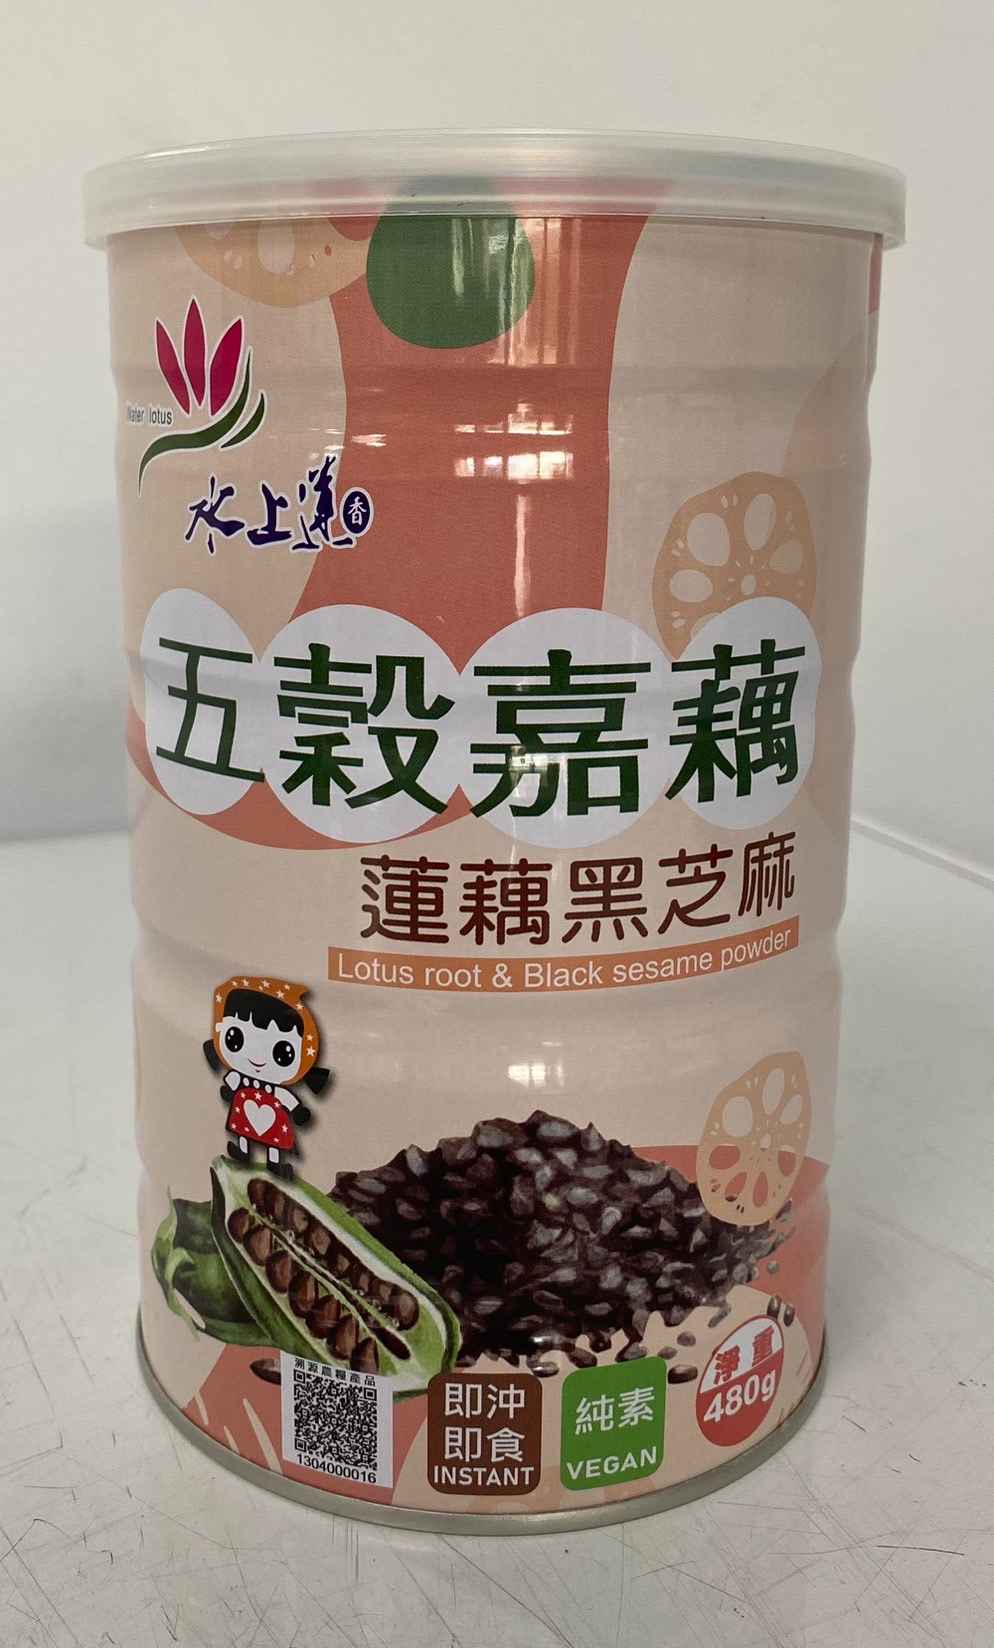 Water lotus
水上蓮香
五穀嘉藕
蓮藕黑芝麻
Lotus root & Black sesame powder
溯源農糧產品
1304000016
即沖
即食
INSTANT
純素
VEGAN
淨重
480g